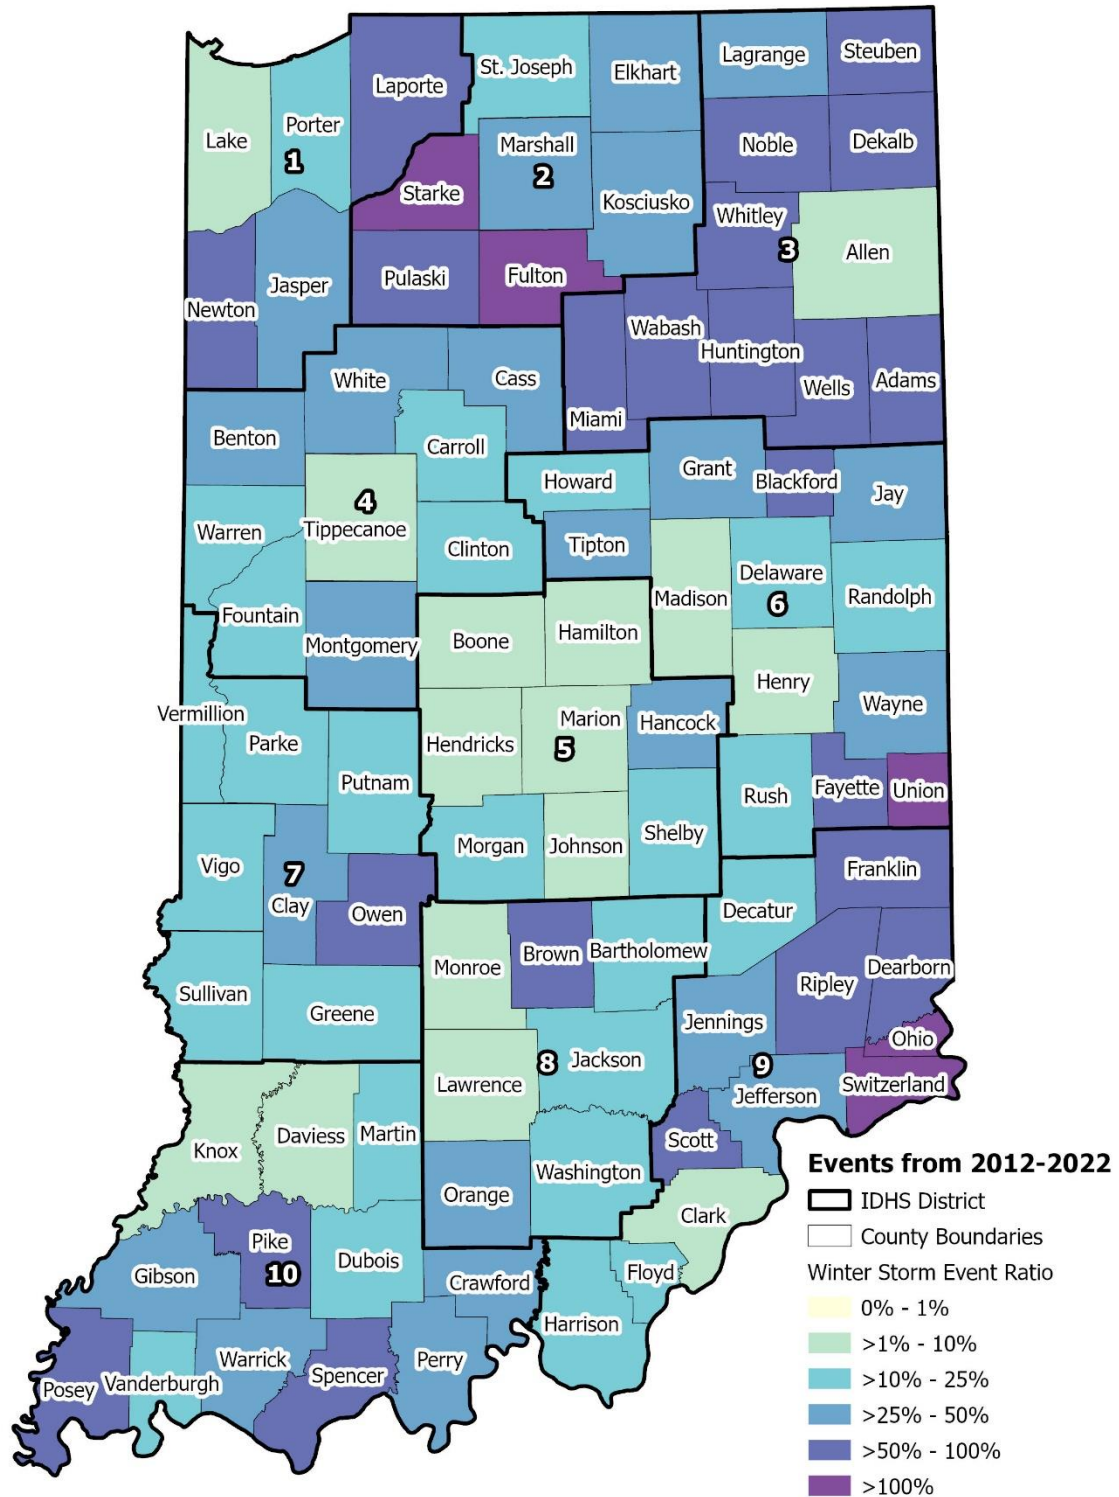 Lagrange
Steuben
St. Joseph
Elkhart
Laporte
Lake
Porter
1
Marshall
2
Noble
Dekalb
Starke
Kosciusko
Whitley
3
Allen
Newton
Jasper
Pulaski
Fulton
Wabash
Huntington
Wells
Adams
Miami
White
Cass
Benton
Carroll
Howard
Grant
Blackford
Jay
4
Tippecanoe
Warren
Clinton
Tipton
Madison
Delaware
6
Randolph
Fountain
Montgomery
Boone
Hamilton
Henry
Wayne
Vermillion
Parke
Hendricks
Marion
5
Hancock
Putnam
Rush
Fayette
Union
Vigo
Morgan
Johnson
Shelby
7
Clay
Owen
Franklin
Decatur
Monroe
Brown
Bartholomew
Dearborn
Ripley
Sullivan
Greene
Jennings
Ohio
8
Jackson
9
Lawrence
Jefferson
Switzerland
Knox
Daviess
Martin
Scott
Washington
Orange
Clark
Pike
10
Gibson
Dubois
Crawford
Floyd
Harrison
Posey
Vanderburgh
Warrick
Spencer
Perry
Events from 2012-2022
IDHS District
County Boundaries
Winter Storm Event Ratio
0% - 1%
>1% - 10%
>10% - 25%
>25% - 50%
>50% - 100%
>100%